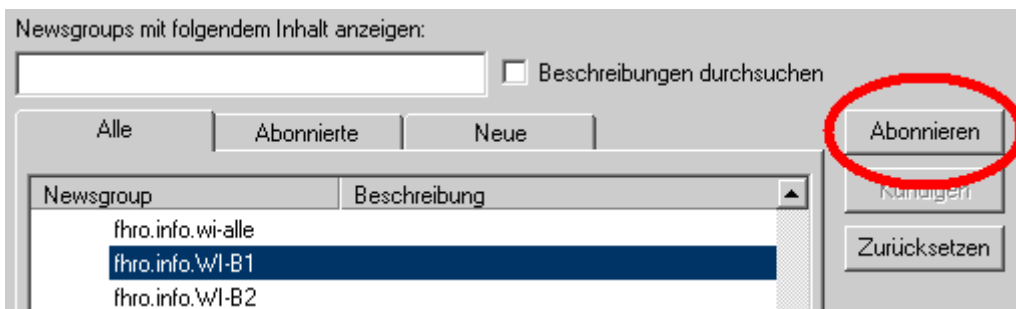 Newsgroups mit folgendem Inhalt anzeigen:
Beschreibungen durchsuchen
Alle Abonnierte Neue Abonnieren
Newsgroup Beschreibung Kündigen
fhro.info.wi-alle
fhro.info.WI-B1 Zurücksetzen
fhro.info.WI-B2